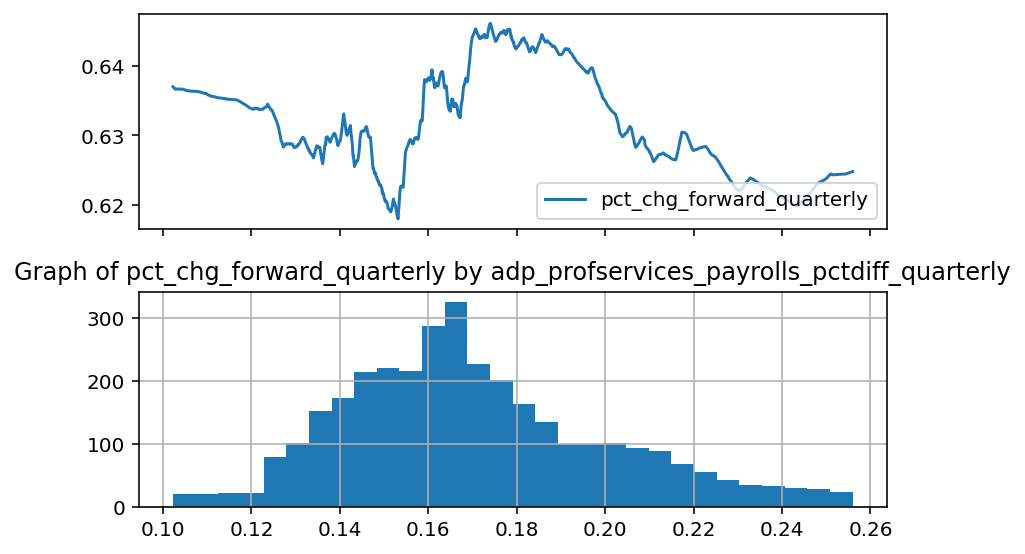 0.64
0.63
0.62
pct_chg_forward_quarterly
Graph of pct_chg_forward_quarterly by adp_profservices_payrolls_pctdiff_quarterly
300
200
100
0
0.10 0.12 0.14 0.16 0.18 0.20 0.22 0.24 0.26